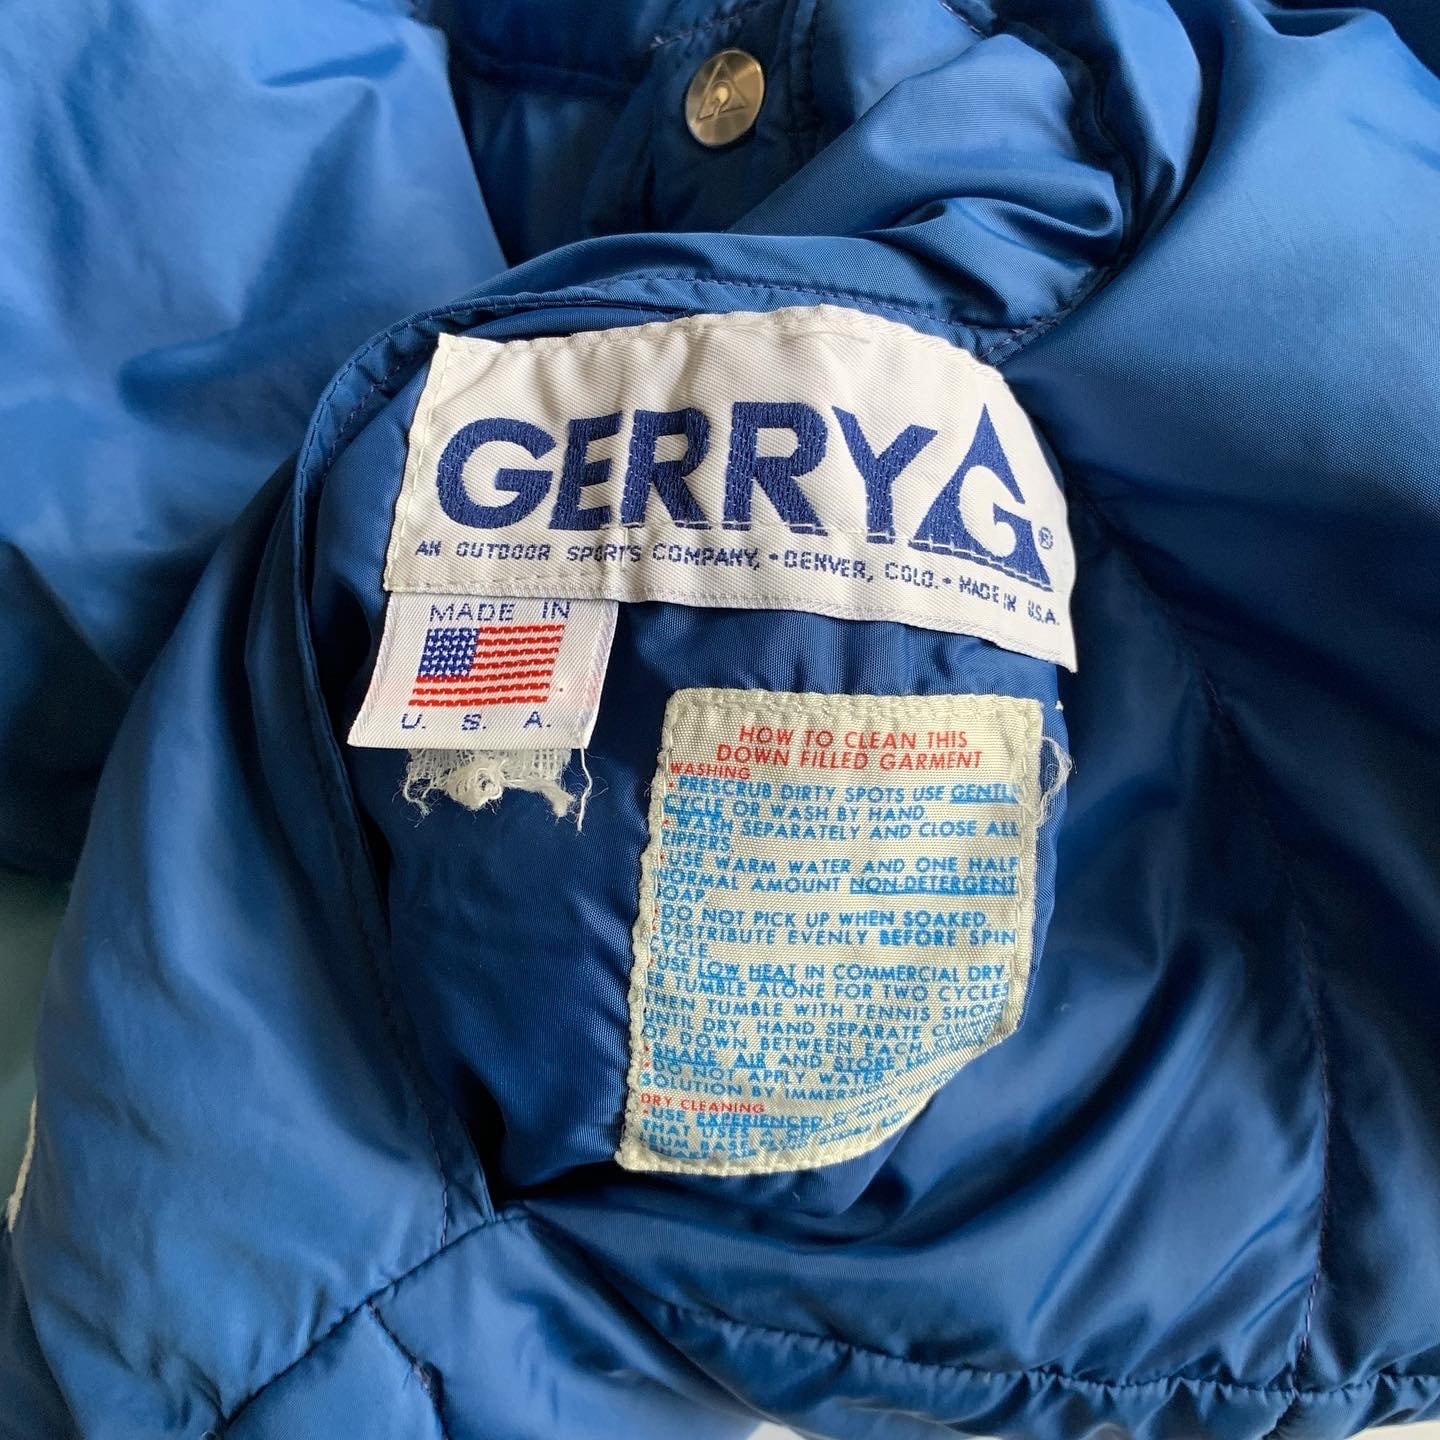 GERRY G®
AN OUTDOOR SPORTS COMPANY, • DENVER, COLO. • MADE IN U.S.A.
MADE IN
U. S. A.
HOW TO CLEAN THIS
DOWN FILLED GARMENT
WASHING
• PRESCRUB DIRTY SPOTS USE GENTLE
CYCLE OR WASH BY HAND
• WASH SEPARATELY AND CLOSE ALL
ZIPPERS
• USE WARM WATER AND ONE HALF
NORMAL AMOUNT NON-DETERGENT
SOAP
• DO NOT PICK UP WHEN SOAKED
• DISTRIBUTE EVENLY BEFORE SPIN
CYCLE
• USE LOW HEAT IN COMMERCIAL DRY
OR TUMBLE ALONE FOR TWO CYCLES
THEN TUMBLE WITH TENNIS SHOES
UNTIL DRY, HAND SEPARATE
OF DOWN BETWEEN EACH
• SHAKE, AIR AND STORE
• DO NOT APPLY WATER
SOLUTION BY
DRY CLEANING
• USE EXPERIENCED
THAT USES